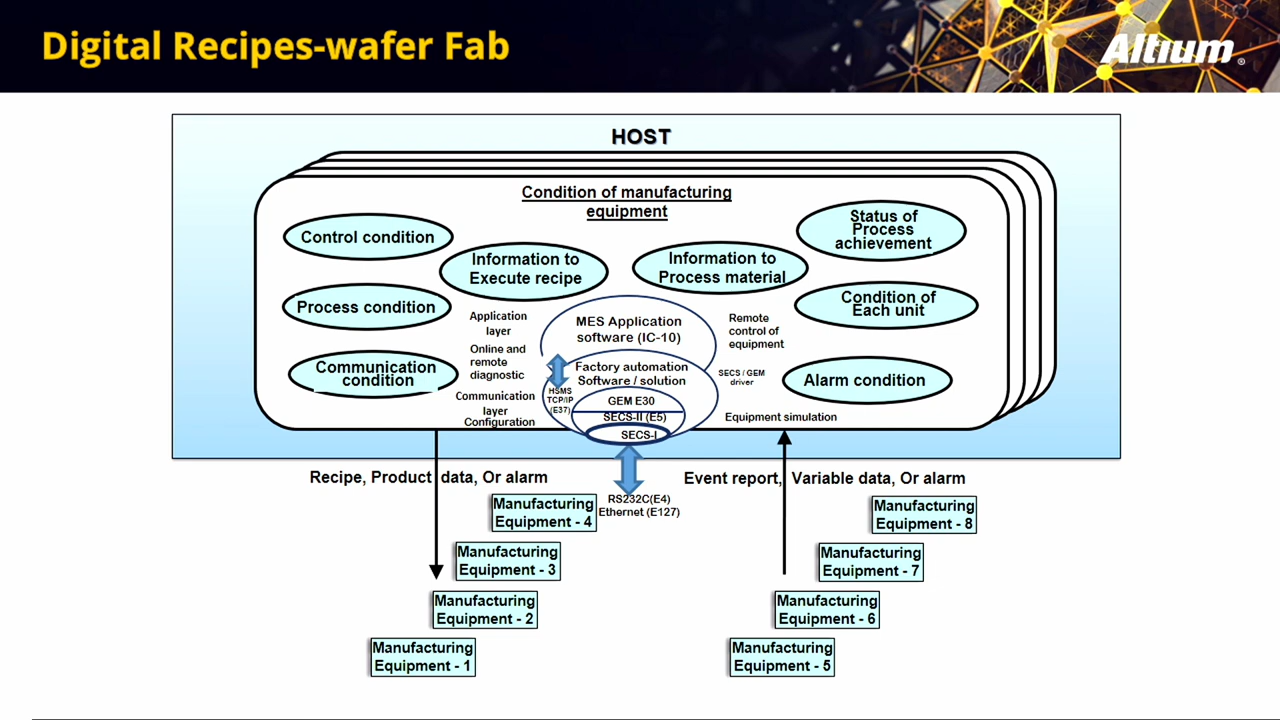 Digital Recipes-wafer Fab
Altium®
HOST
Condition of manufacturing
equipment
Control condition
Information to
Execute recipe
Information to
Process material
Status of
Process
achievement
Process condition
Condition of
Each unit
Communication
condition
Alarm condition
Application
layer
Online and
remote
diagnostic
Communication
layer
Configuration
MES Application
software (IC-10)
Factory automation
Software / solution
HSMS
TCP/IP
(E37)
GEM E30
SECS-II (E5)
SECS-I
Remote
control of
equipment
SECS / GEM
driver
Equipment simulation
Recipe, Product data, Or alarm
Event report, Variable data, Or alarm
RS232C(E4)
Ethernet (E127)
Manufacturing
Equipment - 4
Manufacturing
Equipment - 3
Manufacturing
Equipment - 2
Manufacturing
Equipment - 1
Manufacturing
Equipment - 8
Manufacturing
Equipment - 7
Manufacturing
Equipment - 6
Manufacturing
Equipment - 5